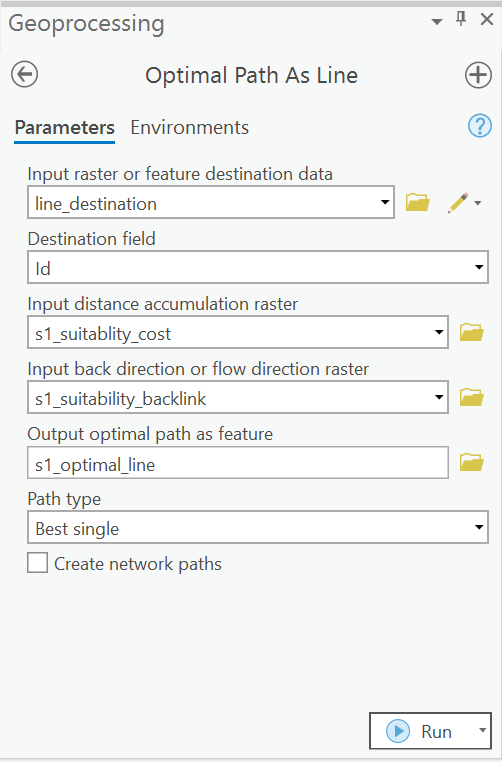 Geoprocessing
Optimal Path As Line
Parameters Environments
Input raster or feature destination data
line_destination
Destination field
Id
Input distance accumulation raster
s1_suitablity_cost
Input back direction or flow direction raster
s1_suitability_backlink
Output optimal path as feature
s1_optimal_line
Path type
Best single
Create network paths
Run